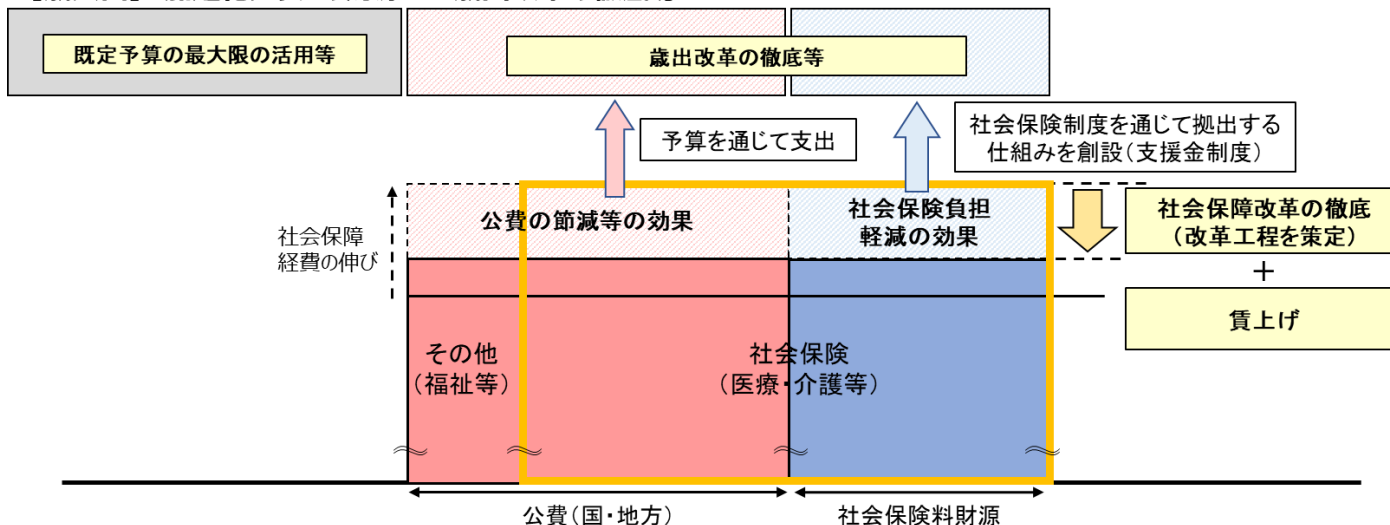 既定予算の最大限の活用等
歳出改革の徹底等
予算を通じて支出
社会保険制度を通じて拠出する
仕組みを創設（支援金制度）
社会保障
経費の伸び
公費の節減等の効果
社会保険負担
軽減の効果
社会保障改革の徹底
（改革工程を策定）
＋
賃上げ
その他
（福祉等）
社会保険
（医療・介護等）
公費（国・地方）
社会保険料財源